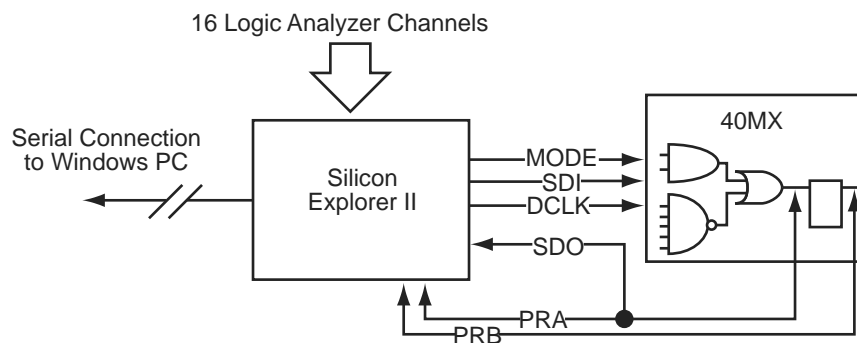 16 Logic Analyzer Channels
Serial Connection
to Windows PC
Silicon
Explorer II
MODE
SDI
DCLK
SDO
PRA
PRB
40MX